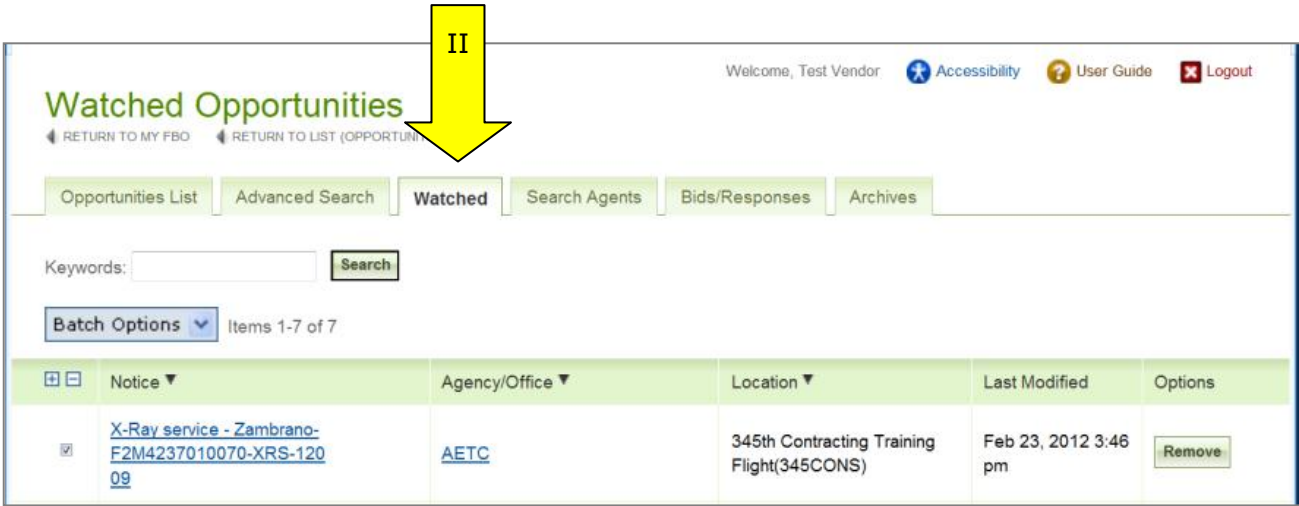 II
Welcome, Test Vendor Accessibility User Guide Logout
Watched Opportunities
RETURN TO MY FBO RETURN TO LIST (OPPORTUNI
Opportunities List Advanced Search Watched Search Agents Bids/Responses Archives
Keywords: Search
Batch Options Items 1-7 of 7
Notice Agency/Office Location Last Modified Options
X-Ray service - Zambrano-
F2M4237010070-XRS-120
09
AETC
345th Contracting Training
Flight(345CONS)
Feb 23, 2012 3:46
pm
Remove